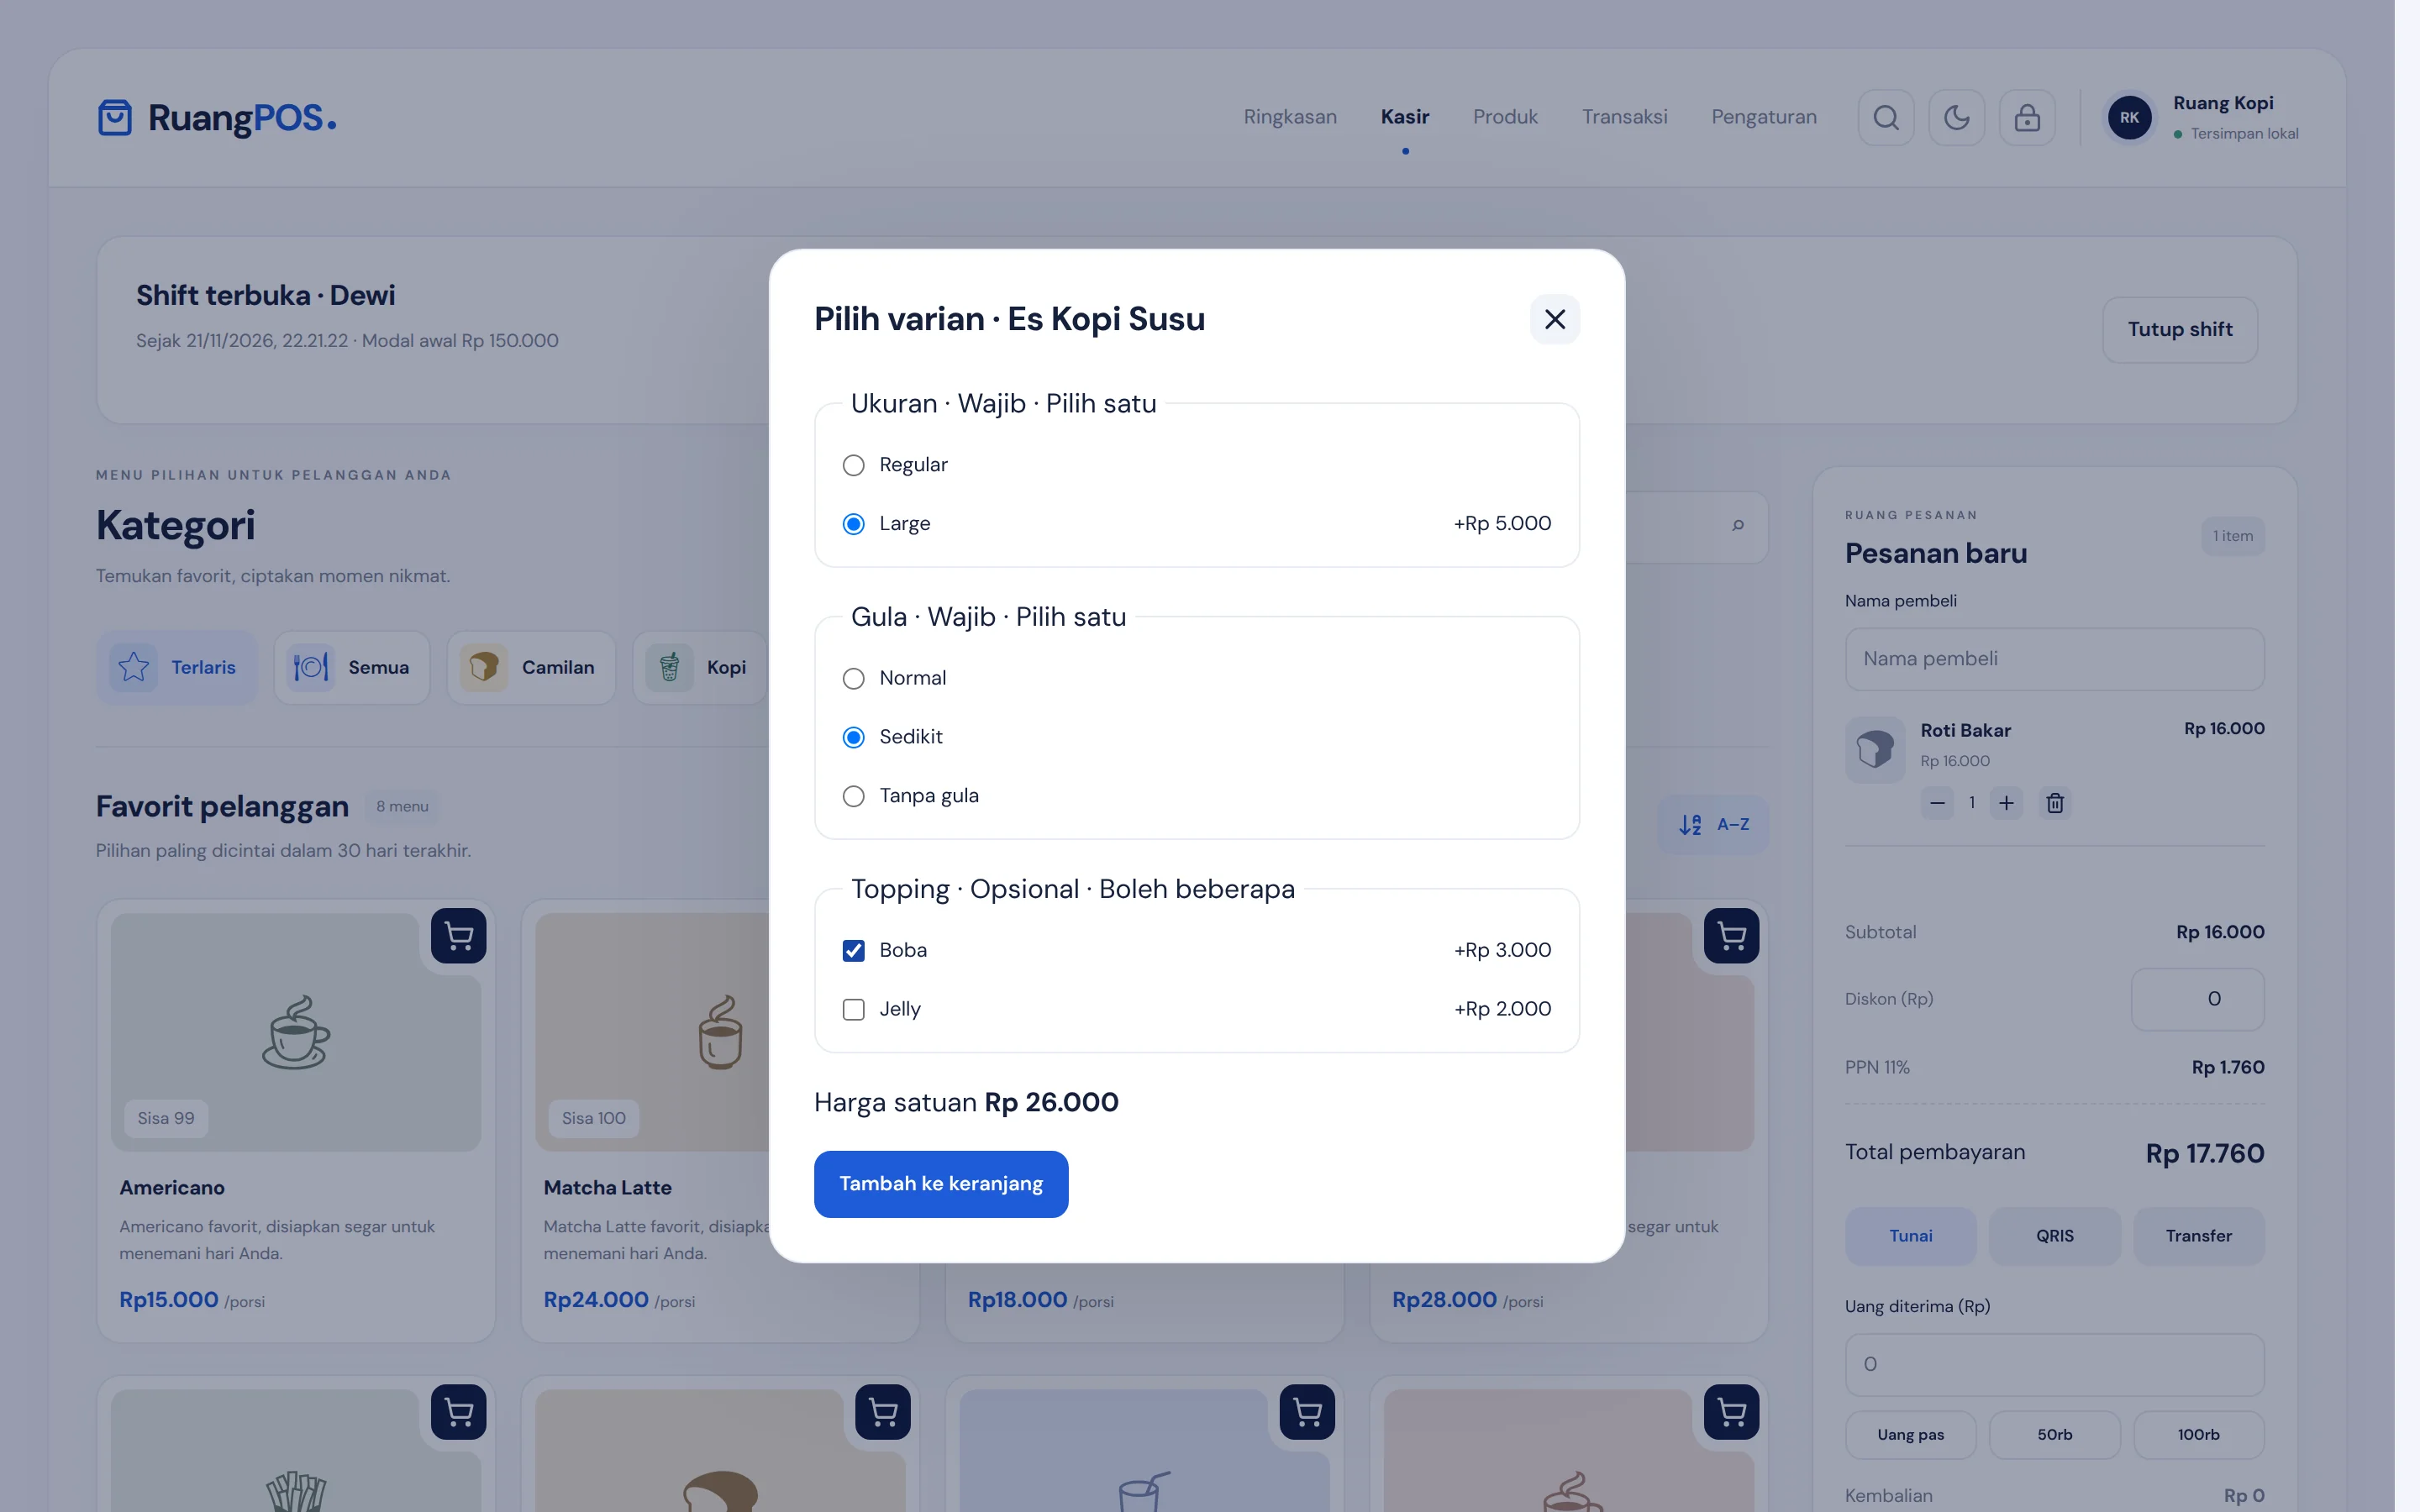 RuangPOS.
Ringkasan
Kasir
Produk
Transaksi
Pengaturan
RK
Ruang Kopi
Tersimpan lokal
Shift terbuka · Dewi
Sejak 21/11/2026, 22.21.22 · Modal awal Rp 150.000
Tutup shift
MENU PILIHAN UNTUK PELANGGAN ANDA
Kategori
Temukan favorit, ciptakan momen nikmat.
Terlaris
Semua
Camilan
Kopi
Favorit pelanggan
8 menu
Pilihan paling dicintai dalam 30 hari terakhir.
A–Z
Sisa 99
Americano
Americano favorit, disiapkan segar untuk
menemani hari Anda.
Rp15.000 /porsi
Sisa 100
Matcha Latte
Matcha Latte favorit, disiapka
menemani hari Anda.
Rp24.000 /porsi
Rp18.000 /porsi
segar untuk
Rp28.000 /porsi
Pilih varian · Es Kopi Susu
Ukuran · Wajib · Pilih satu
Regular
Large +Rp 5.000
Gula · Wajib · Pilih satu
Normal
Sedikit
Tanpa gula
Topping · Opsional · Boleh beberapa
Boba +Rp 3.000
Jelly +Rp 2.000
Harga satuan Rp 26.000
Tambah ke keranjang
RUANG PESANAN
Pesanan baru
1 item
Nama pembeli
Nama pembeli
Roti Bakar Rp 16.000
Rp 16.000
1
Subtotal Rp 16.000
Diskon (Rp) 0
PPN 11% Rp 1.760
Total pembayaran Rp 17.760
Tunai
QRIS
Transfer
Uang diterima (Rp)
0
Uang pas
50rb
100rb
Kembalian Rp 0